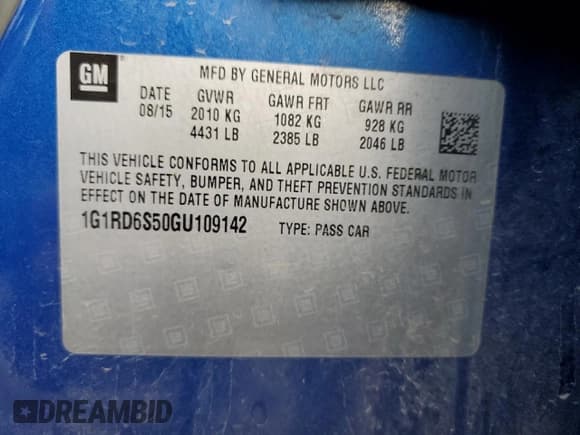 GM
MFD BY GENERAL MOTORS LLC
DATE GVWR GAWR FRT GAWR RR
08/15 2010 KG 1082 KG 928 KG
4431 LB 2385 LB 2046 LB
THIS VEHICLE CONFORMS TO ALL APPLICABLE U.S. FEDERAL MOTOR
VEHICLE SAFETY, BUMPER, AND THEFT PREVENTION STANDARDS IN
EFFECT ON THE DATE OF MANUFACTURE SHOWN ABOVE.
1G1RD6S50GU109142 TYPE: PASS CAR
DREAMBID